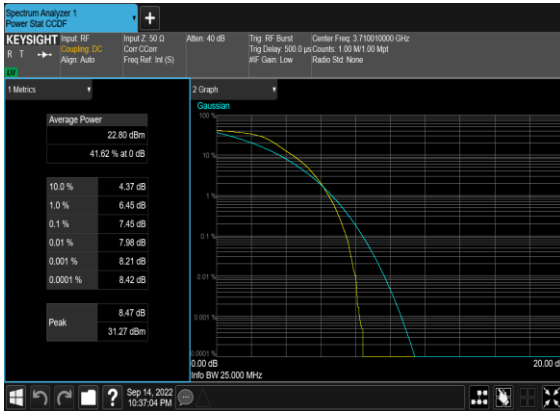 Spectrum Analyzer 1
Power Stat CCDF
KEYSIGHT
R T
LNI
Input: RF
Coupling: DC
Align: Auto
Input Z: 50 Ω
Corr CCorr
Freq Ref: Int (S)
Atten: 40 dB
Trig: RF Burst
Trig Delay: 500.0 µs
#IF Gain: Low
Center Freq: 3.710010000 GHz
Counts: 1.00 M/1.00 Mpt
Radio Std: None
1 Metrics
Average Power
22.80 dBm
41.62 % at 0 dB
10.0 % 4.37 dB
1.0 % 6.45 dB
0.1 % 7.45 dB
0.01 % 7.98 dB
0.001 % 8.21 dB
0.0001 % 8.42 dB
Peak
8.47 dB
31.27 dBm
2 Graph
Gaussian
100 %
10 %
1 %
0.1 %
0.01 %
0.001 %
0.0001 %
0.00 dB
20.00 d
Info BW 25.000 MHz
Sep 14, 2022
10:37:04 PM